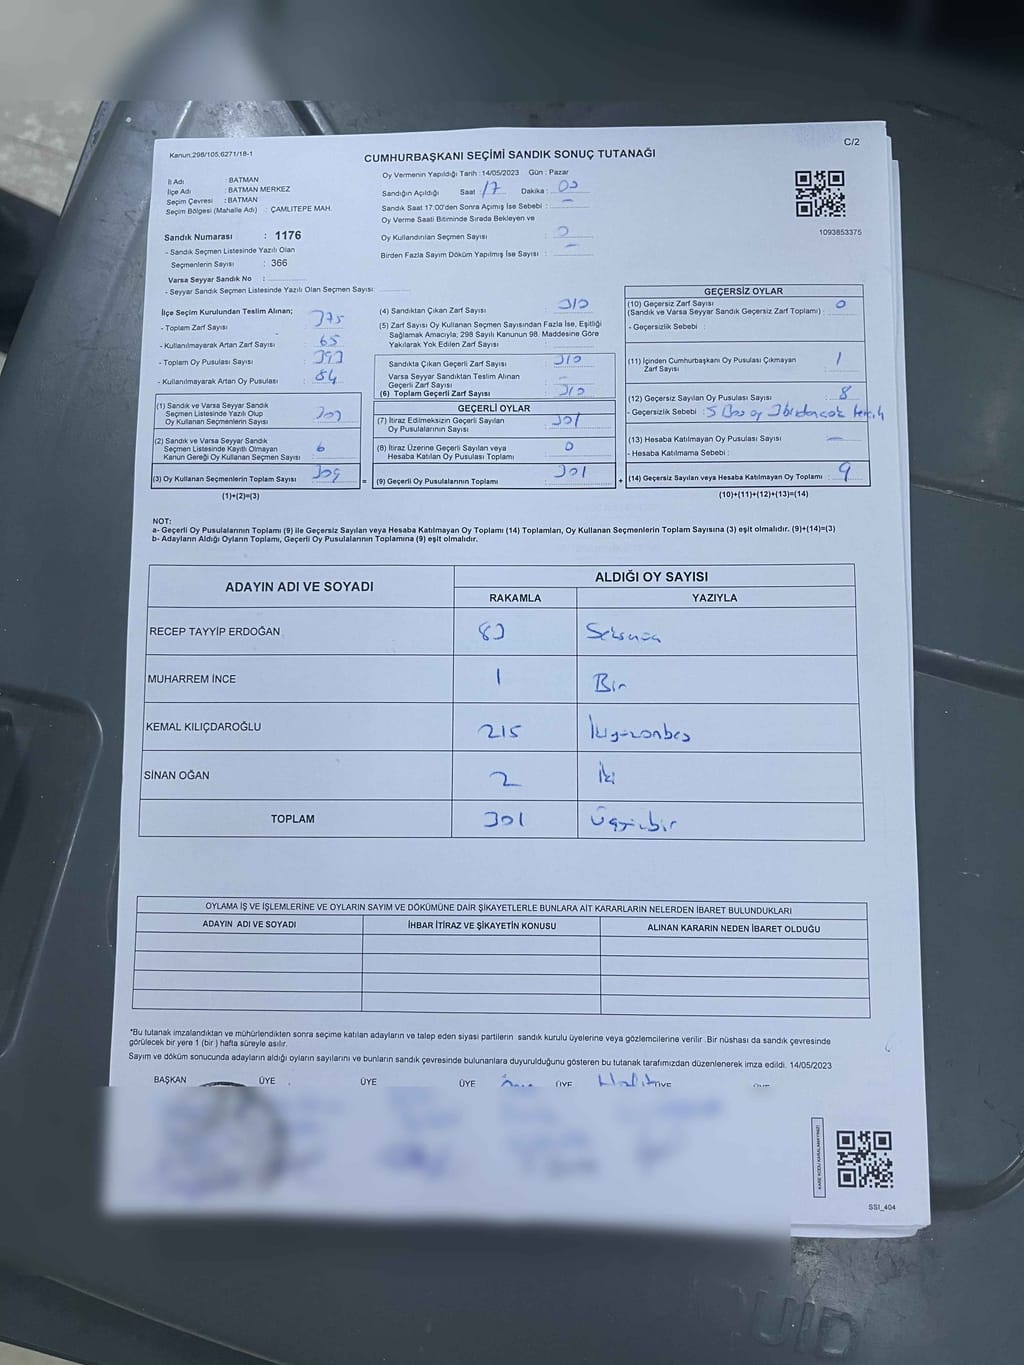 Kanun:298/105;6271/18-1
C/2
CUMHURBAŞKANI SEÇİMİ SANDIK SONUÇ TUTANAĞI
İl Adı : BATMAN
İlçe Adı : BATMAN MERKEZ
Seçim Çevresi : BATMAN
Seçim Bölgesi (Mahalle Adı) : ÇAMLITEPE MAH.
Sandık Numarası : 1176
- Sandık Seçmen Listesinde Yazılı Olan
Seçmenlerin Sayısı : 366
Varsa Seyyar Sandık No :
- Seyyar Sandık Seçmen Listesinde Yazılı Olan Seçmen Sayısı:
Oy Vermenin Yapıldığı Tarih : 14/05/2023 Gün : Pazar
Sandığın Açıldığı Saat : 17 Dakika : 00
Sandık Saat 17:00'den Sonra Açımış İse Sebebi :
Oy Verme Saati Bitiminde Sırada Bekleyen ve
Oy Kullandırılan Seçmen Sayısı :
Birden Fazla Sayım Döküm Yapılmış İse Sayısı :
1093853375
İlçe Seçim Kurulundan Teslim Alınan;
- Toplam Zarf Sayısı : 375
- Kullanılmayarak Artan Zarf Sayısı : 65
- Toplam Oy Pusulası Sayısı : 393
- Kullanılmayarak Artan Oy Pusulası : 84
(1) Sandık ve Varsa Seyyar Sandık
Seçmen Listesinde Yazılı Olup
Oy Kullanan Seçmenlerin Sayısı :
(2) Sandık ve Varsa Seyyar Sandık
Seçmen Listesinde Kayıtlı Olmayan
Kanun Gereği Oy Kullanan Seçmen Sayısı : 6
(3) Oy Kullanan Seçmenlerin Toplam Sayısı : 309
(1)+(2)=(3)
(4) Sandıktan Çıkan Zarf Sayısı : 310
(5) Zarf Sayısı Oy Kullanan Seçmen Sayısından Fazla İse, Eşitliği
Sağlamak Amacıyla, 298 Sayılı Kanunun 98. Maddesine Göre
Yakılarak Yok Edilen Zarf Sayısı :
Sandıkta Çıkan Geçerli Zarf Sayısı : 310
Varsa Seyyar Sandıktan Teslim Alınan
Geçerli Zarf Sayısı :
(6) Toplam Geçerli Zarf Sayısı : 310
GEÇERLİ OYLAR
(7) İtiraz Edilmeksizin Geçerli Sayılan
Oy Pusulalarının Sayısı : 301
(8) İtiraz Üzerine Geçerli Sayılan veya
Hesaba Katılan Oy Pusulası Toplamı : 0
= (9) Geçerli Oy Pusulalarının Toplamı : 301 +
GEÇERSİZ OYLAR
(10) Geçersiz Zarf Sayısı : 0
(Sandık ve Varsa Seyyar Sandık Geçersiz Zarf Toplamı)
- Geçersizlik Sebebi :
(11) İçinden Cumhurbaşkanı Oy Pusulası Çıkmayan : 1
Zarf Sayısı
(12) Geçersiz Sayılan Oy Pusulası Sayısı : 8
- Geçersizlik Sebebi : 5 Boş oy 3 birden çok tercih
(13) Hesaba Katılmayan Oy Pusulası Sayısı : —
- Hesaba Katılmama Sebebi :
(14) Geçersiz Sayılan veya Hesaba Katılmayan Oy Toplamı : 9
(10)+(11)+(12)+(13)=(14)
NOT:
a- Geçerli Oy Pusulalarının Toplamı (9) ile Geçersiz Sayılan veya Hesaba Katılmayan Oy Toplamı (14) Toplamları, Oy Kullanan Seçmenlerin Toplam Sayısına (3) eşit olmalıdır. (9)+(14)=(3)
b- Adayların Aldığı Oyların Toplamı, Geçerli Oy Pusulalarının Toplamına (9) eşit olmalıdır.
ADAYIN ADI VE SOYADI
ALDIĞI OY SAYISI
RAKAMLA YAZIYLA
RECEP TAYYİP ERDOĞAN 83
MUHARREM İNCE 1 Bir
KEMAL KILIÇDAROĞLU 215 İkiyüzonbeş
SİNAN OĞAN 2 İki
TOPLAM 301 Üçyüzbir
OYLAMA İŞ VE İŞLEMLERİNE VE OYLARIN SAYIM VE DÖKÜMÜNE DAİR ŞİKAYETLERLE BUNLARA AİT KARARLARIN NELERDEN İBARET BULUNDUKLARI
ADAYIN ADI VE SOYADI İHBAR İTİRAZ VE ŞİKAYETİN KONUSU ALINAN KARARIN NEDEN İBARET OLDUĞU
*Bu tutanak imzalandıktan ve mühürlendikten sonra seçime katılan adayların ve talep eden siyasi partilerin sandık kurulu üyelerine veya gözlemcilerine verilir .Bir nüshası da sandık çevresinde
görülecek bir yere 1 (bir ) hafta süreyle asılır.
Sayım ve döküm sonucunda adayların aldığı oyların sayılarını ve bunların sandık çevresinde bulunanlara duyurulduğunu gösteren bu tutanak tarafımızdan düzenlenerek imza edildi. 14/05/2023
BAŞKAN ÜYE ÜYE ÜYE ÜYE ÜYE
KARE KODU KARALAMAYINIZ!
SS1_404